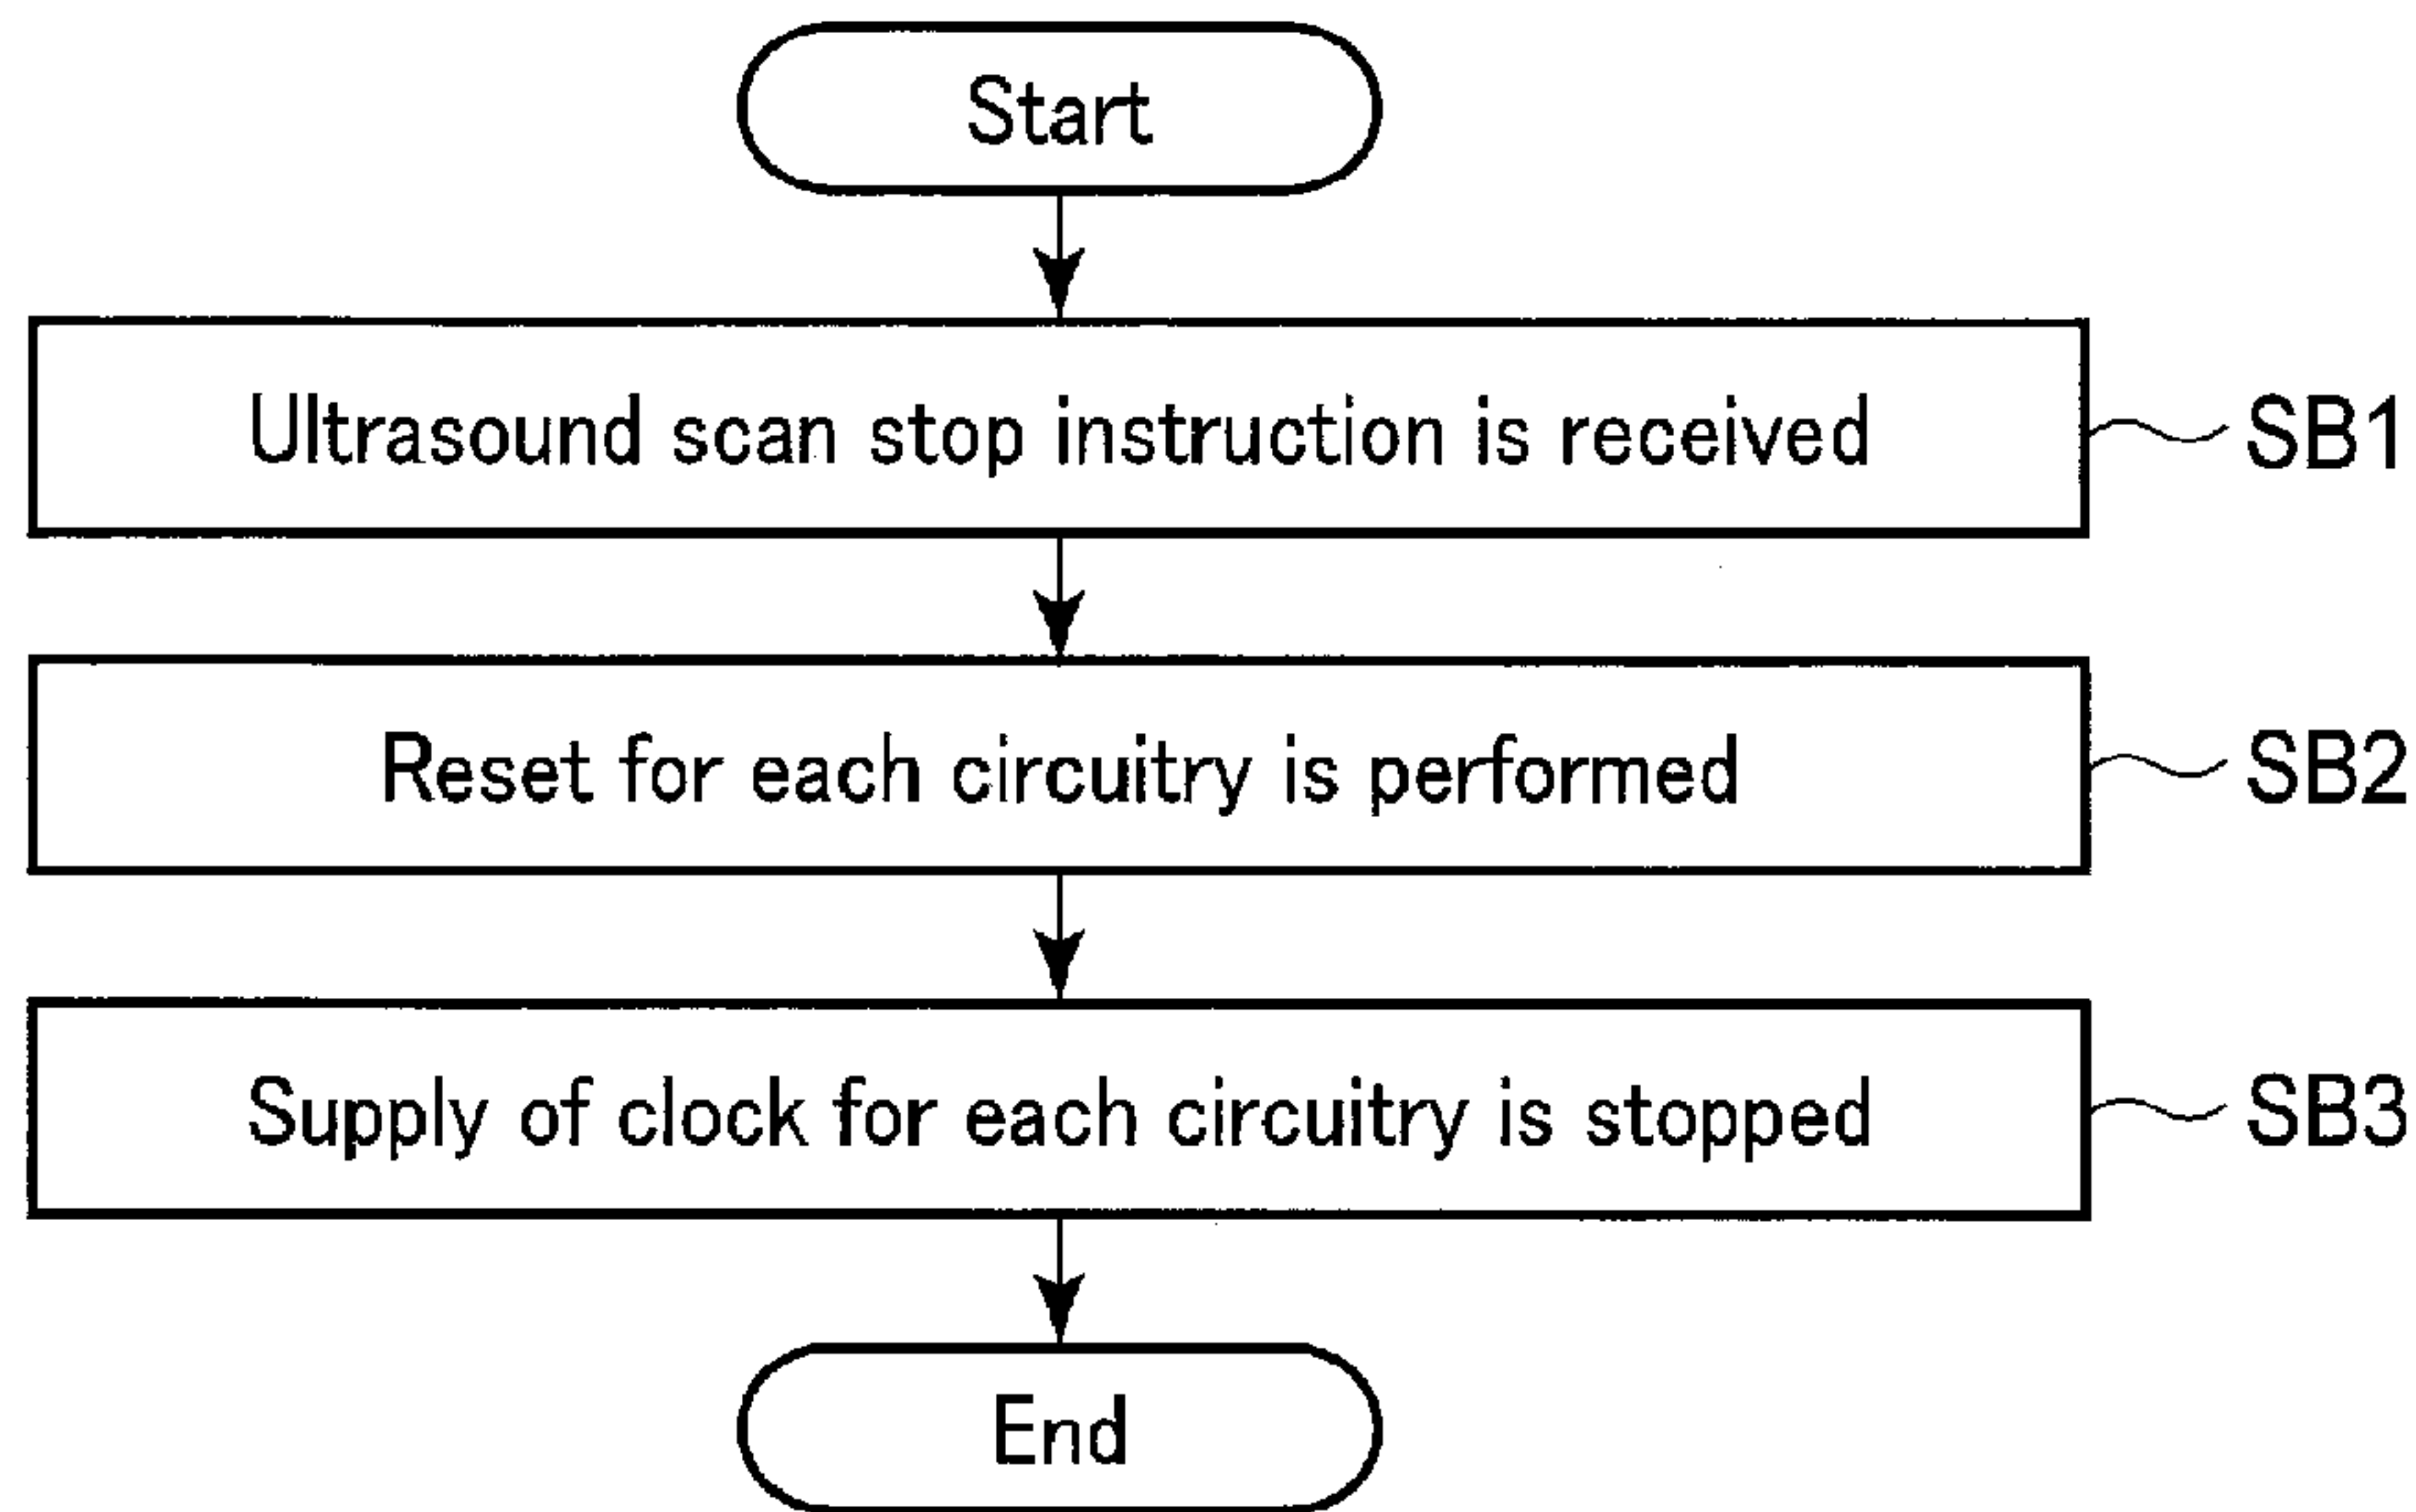 Start
Ultrasound scan stop instruction is received
SB1
Reset for each circuitry is performed
SB2
Supply of clock for each circuitry is stopped
SB3
End